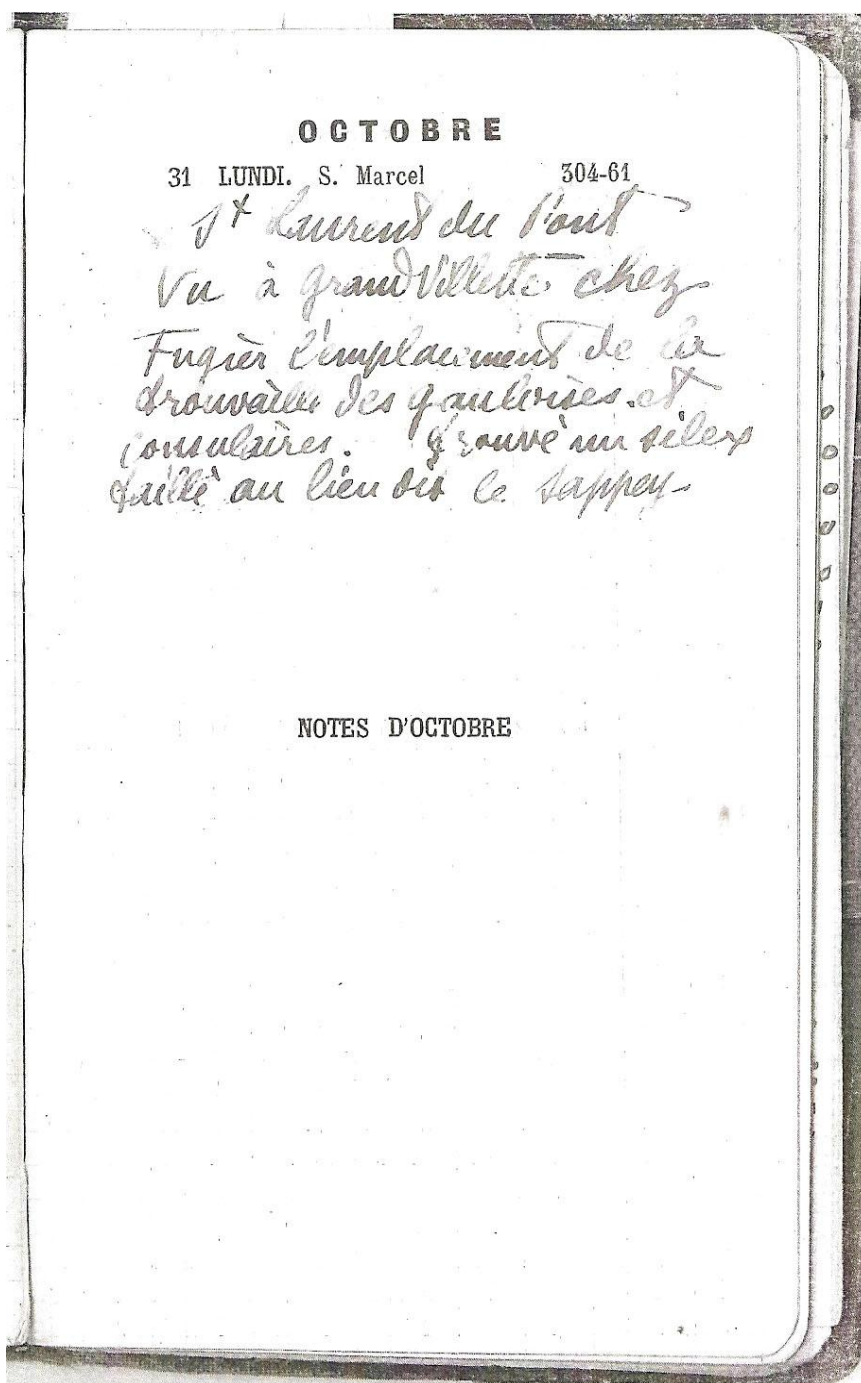 OCTOBRE
31 LUNDI. S. Marcel 304-61
St Laurent du Pont
Vu à Grand Villette chez
Fugier l'emplacement de la
trouvaille des gauloises et
consulaires. Trouvé un silex
taillé au lieu dit le Sappey
NOTES D'OCTOBRE